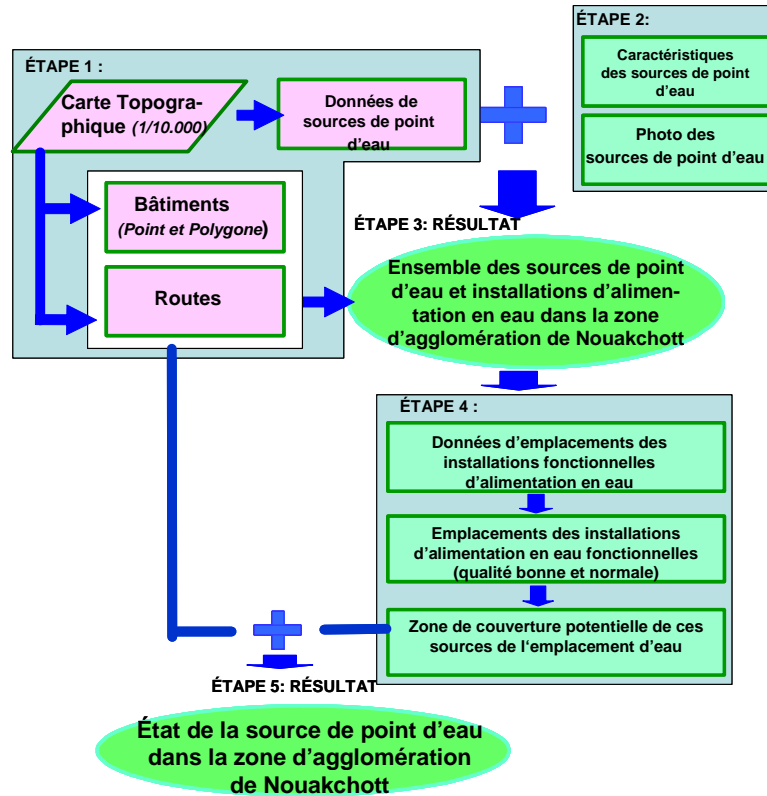 ÉTAPE 1 :
Carte Topogra-
phique (1/10.000)
Données de
sources de point
d'eau
ÉTAPE 2:
Caractéristiques
des sources de point
d'eau
Photo des
sources de point d'eau
Bâtiments
(Point et Polygone)
Routes
ÉTAPE 3: RÉSULTAT
Ensemble des sources de point
d'eau et installations d'alimen-
tation en eau dans la zone
d'agglomération de Nouakchott
ÉTAPE 4 :
Données d'emplacements des
installations fonctionnelles
d'alimentation en eau
Emplacements des installations
d'alimentation en eau fonctionnelles
(qualité bonne et normale)
Zone de couverture potentielle de ces
sources de l'emplacement d'eau
ÉTAPE 5: RÉSULTAT
État de la source de point d'eau
dans la zone d'agglomération
de Nouakchott